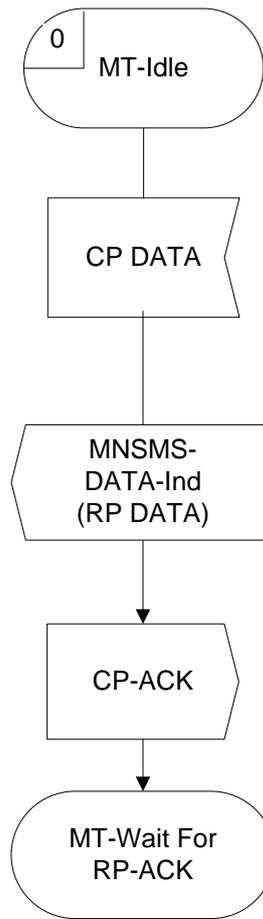 0
MT-Idle
CP DATA
MNSMS-
DATA-Ind
(RP DATA)
CP-ACK
MT-Wait For
RP-ACK